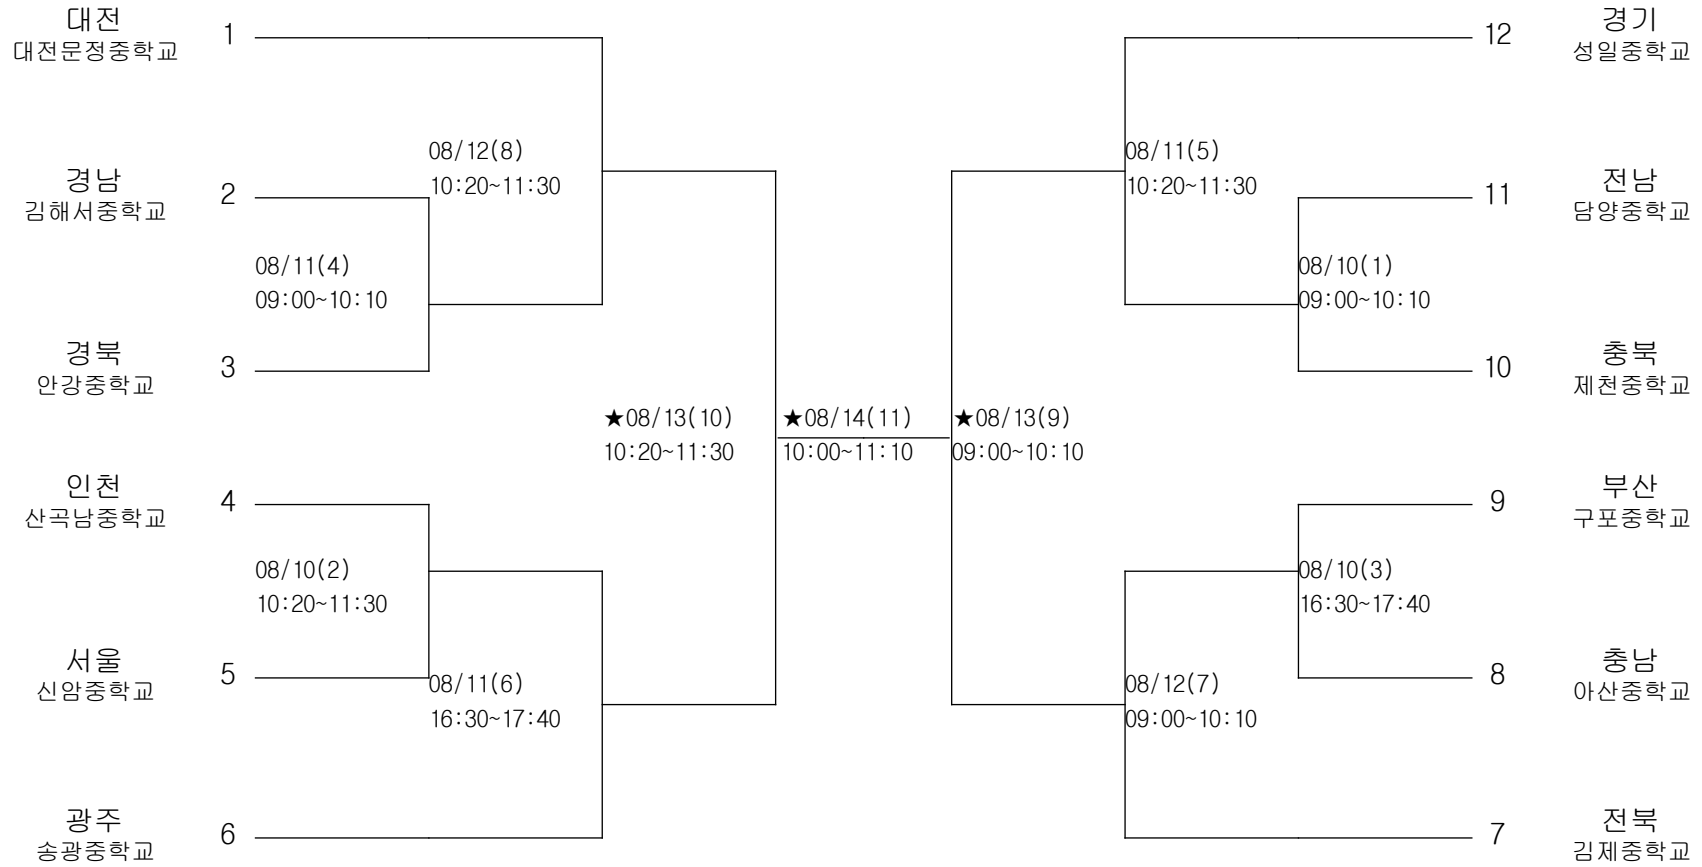 대전
대전문정중학교
1
경남
김해서중학교
2
08/12(8)
10:20~11:30
08/11(4)
09:00~10:10
경북
안강중학교
3
★08/13(10)
10:20~11:30
인천
산곡남중학교
4
08/10(2)
10:20~11:30
서울
신암중학교
5
08/11(6)
16:30~17:40
광주
송광중학교
6
★08/14(11)
10:00~11:10
12
경기
성일중학교
08/11(5)
10:20~11:30
11
전남
담양중학교
08/10(1)
09:00~10:10
10
충북
제천중학교
★08/13(9)
09:00~10:10
9
부산
구포중학교
08/10(3)
16:30~17:40
8
충남
아산중학교
08/12(7)
09:00~10:10
7
전북
김제중학교